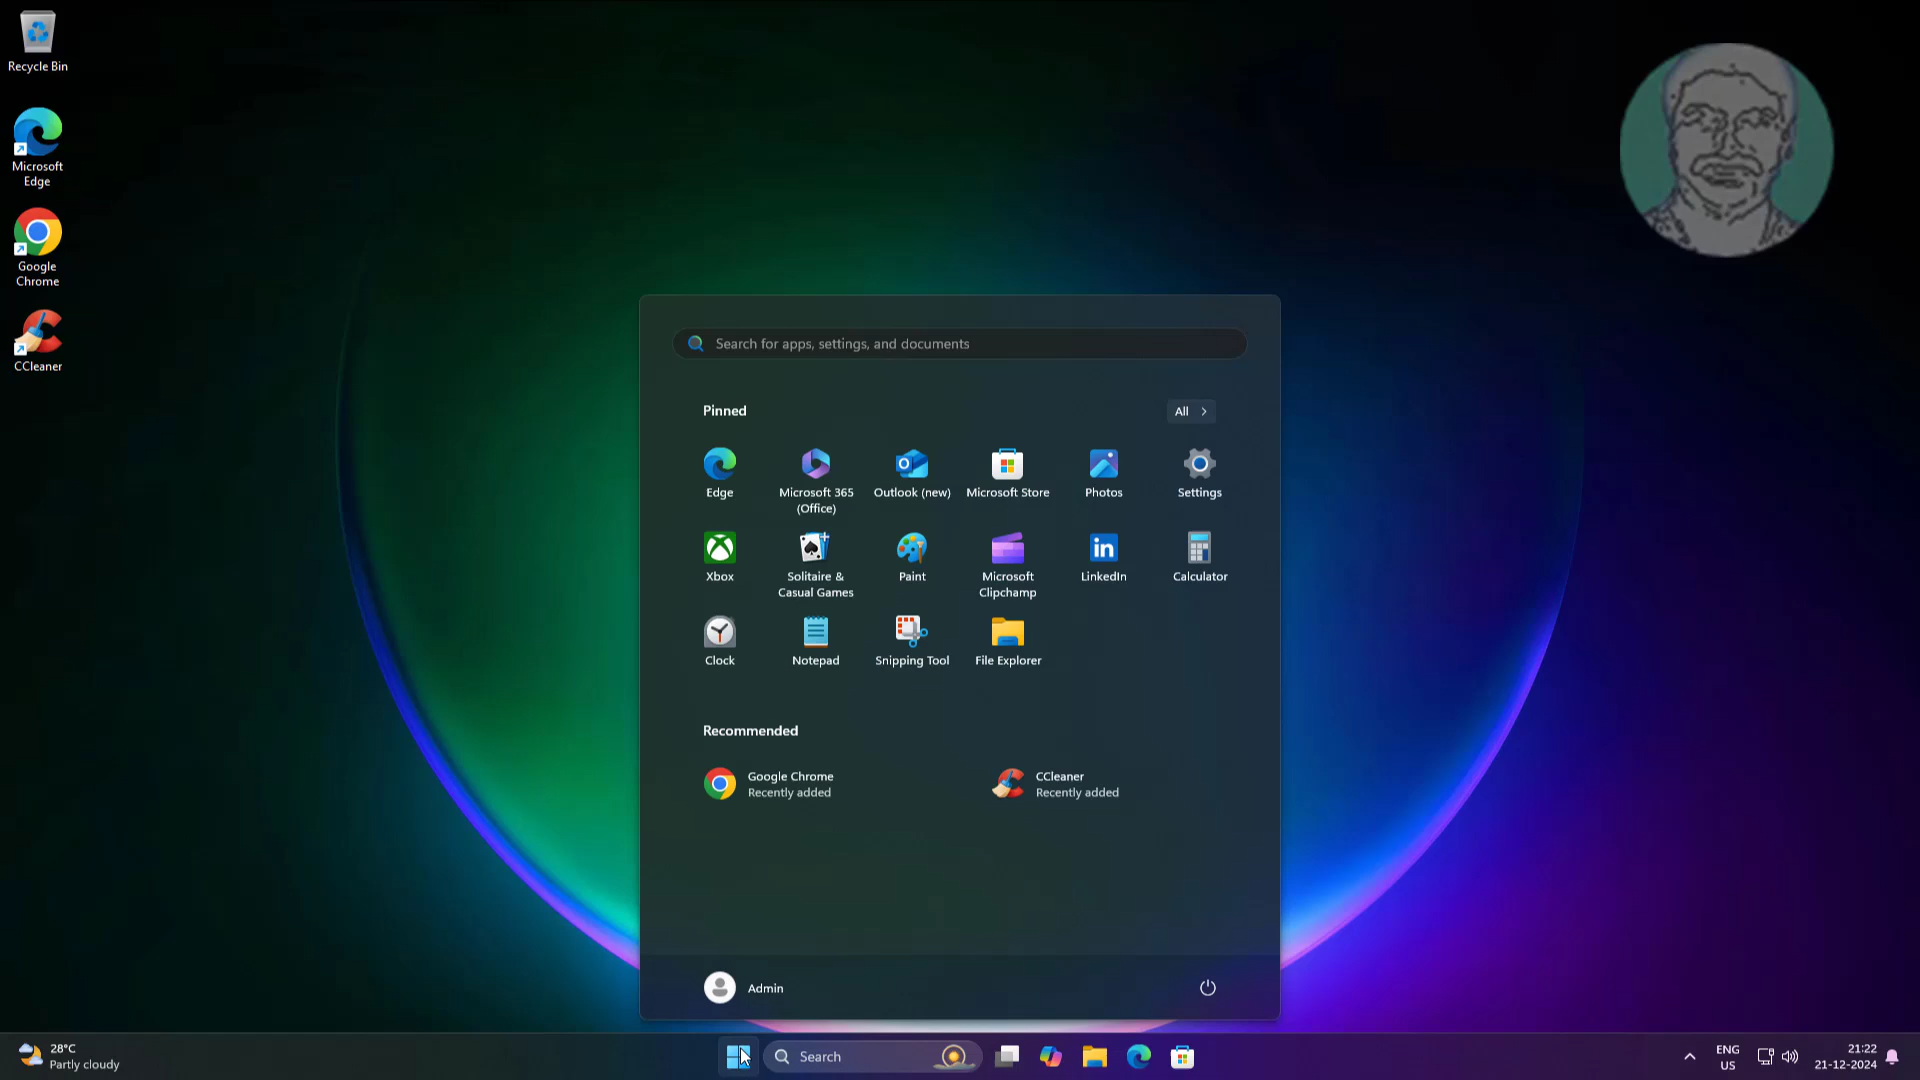 Recycle Bin
Microsoft
Edge
Google
Chrome
CCleaner
Search for apps, settings, and documents
Pinned
All
Edge
Microsoft 365
(Office)
Outlook (new)
Microsoft Store
Photos
Settings
Xbox
Solitaire &
Casual Games
Paint
Microsoft
Clipchamp
in
LinkedIn
Calculator
Clock
Notepad
Snipping Tool
File Explorer
Recommended
Google Chrome
Recently added
CCleaner
Recently added
Admin
28°C
Partly cloudy
Search
ENG
US
21:22
21-12-2024